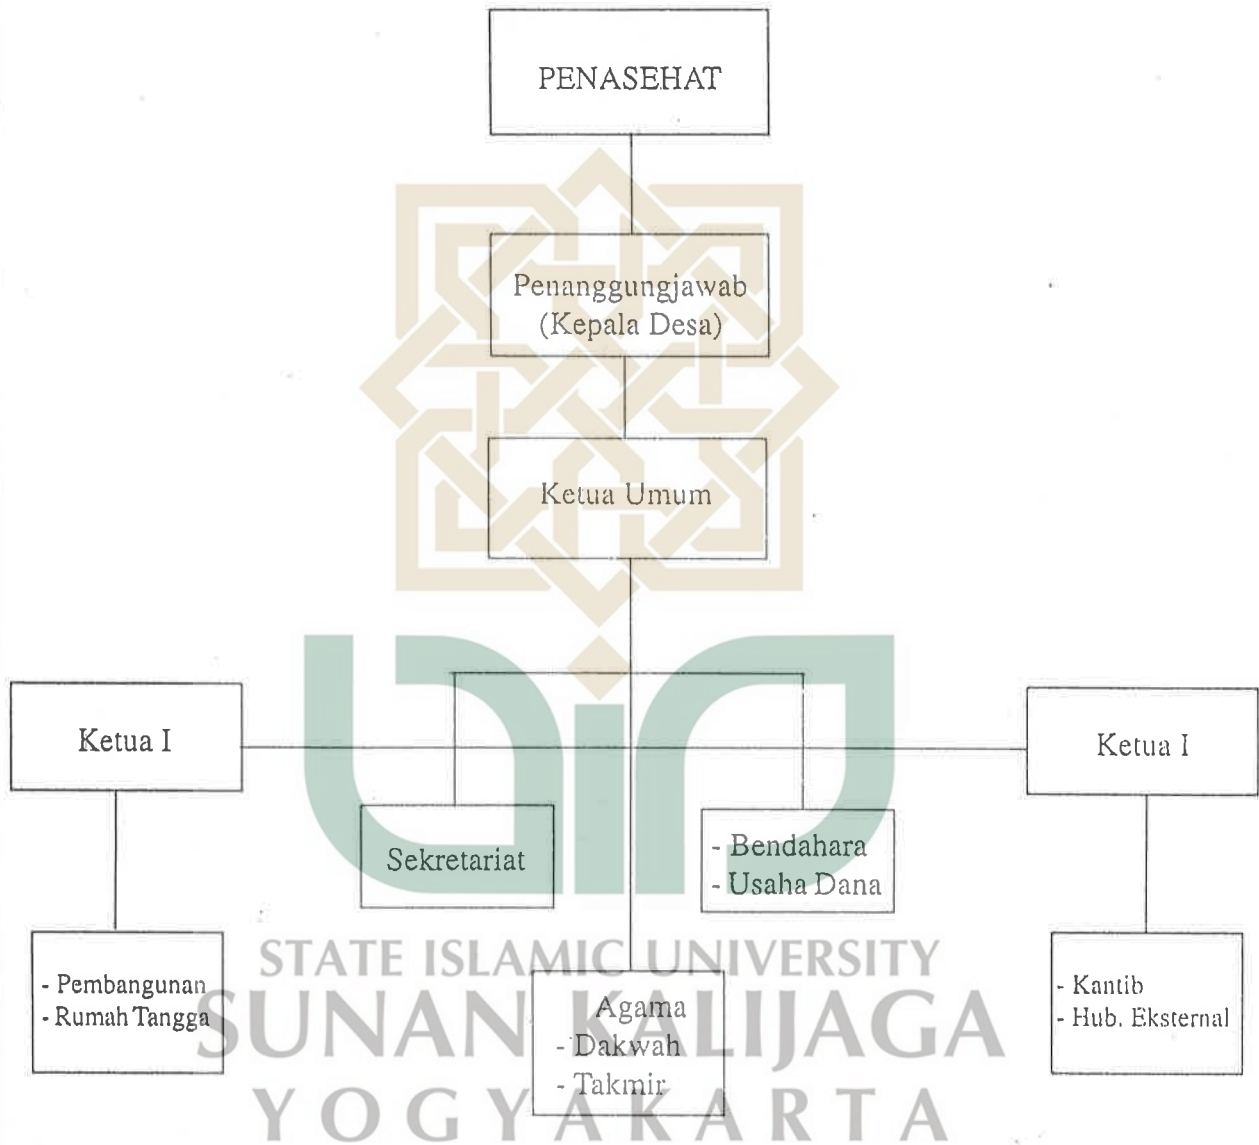 PENASEHAT
Penanggungjawab
(Kepala Desa)
Ketua Umum
Ketua I
Ketua I
Sekretariat
- Bendahara
- Usaha Dana
- Pembangunan
- Rumah Tangga
Agama
- Dakwah
- Takmir
- Kantib
- Hub. Eksternal
STATE ISLAMIC UNIVERSITY
SUNAN KALIJAGA
YOGYAKARTA